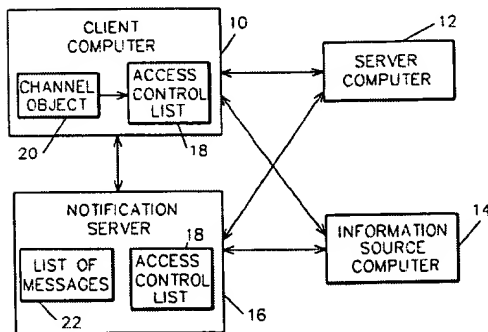 CLIENT
COMPUTER
10
CHANNEL
OBJECT
ACCESS
CONTROL
LIST
20
18
12
SERVER
COMPUTER
NOTIFICATION
SERVER
18
LIST OF
MESSAGES
ACCESS
CONTROL
LIST
22
16
14
INFORMATION
SOURCE
COMPUTER